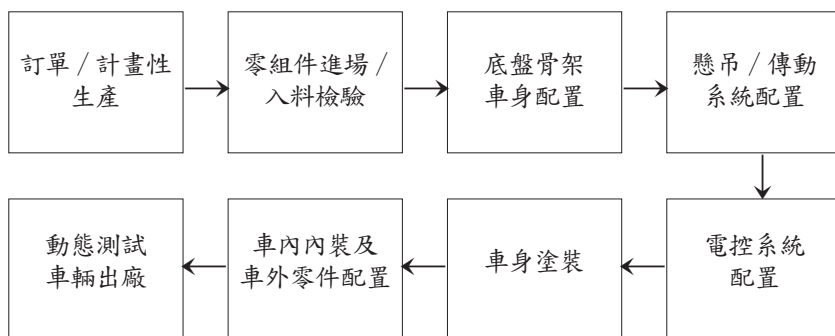 訂單/計畫性
生產
零組件進場/
入料檢驗
底盤骨架
車身配置
懸吊/傳動
系統配置
電控系統
配置
車身塗裝
車內內裝及
車外零件配置
動態測試
車輛出廠